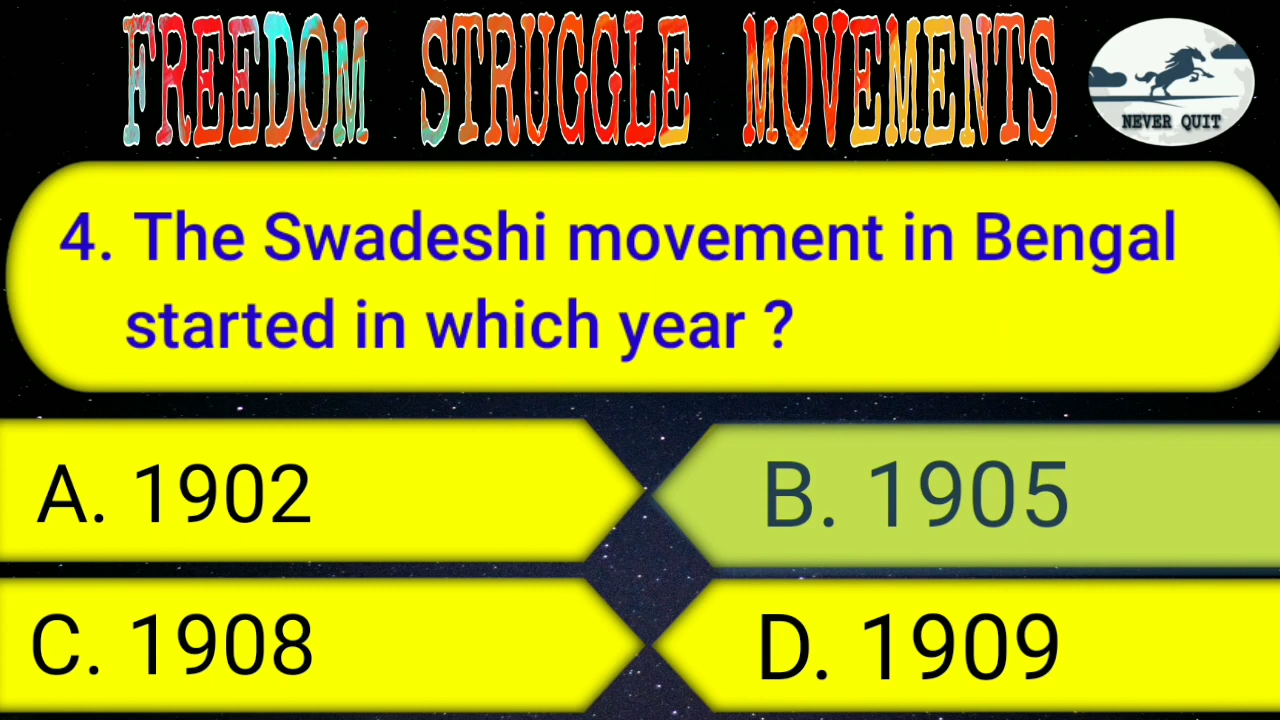 FREEDOM STRUGGLE MOVEMENTS
NEVER QUIT
4. The Swadeshi movement in Bengal
started in which year ?
A. 1902
B. 1905
C. 1908
D. 1909